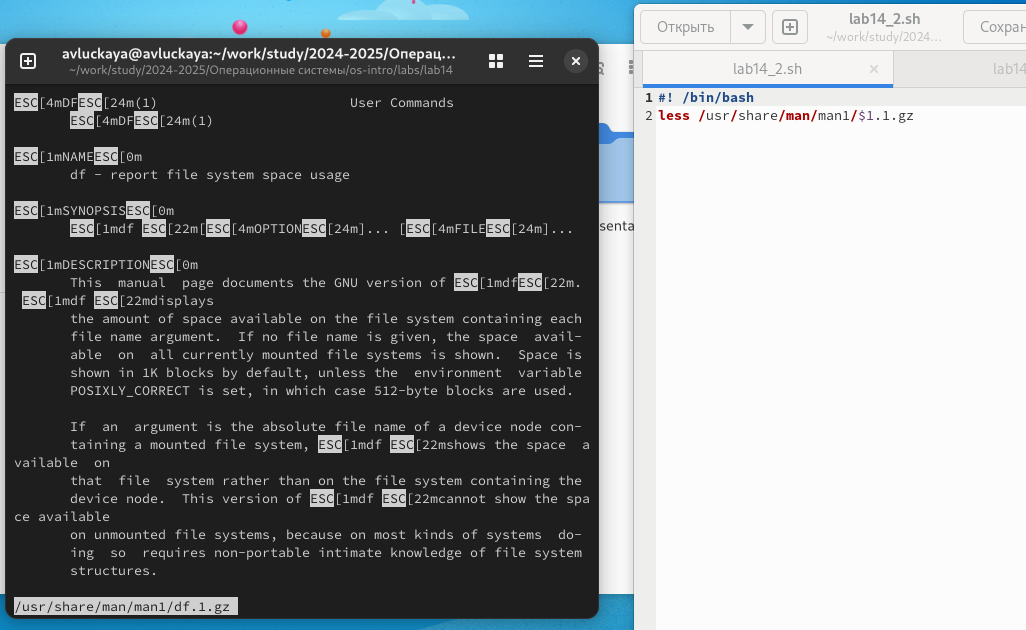 avluckaya@avluckaya:~/work/study/2024-2025/Операц...
~/work/study/2024-2025/Операционные системы/os-intro/labs/lab14
ESC[4mDFESC[24m(1) User Commands
ESC[4mDFESC[24m(1)
ESC[1mNAMEESC[0m
df - report file system space usage
ESC[1mSYNOPSISESC[0m
ESC[1mdf ESC[22m[ESC[4mOPTIONESC[24m]... [ESC[4mFILEESC[24m]...
ESC[1mDESCRIPTIONESC[0m
This manual page documents the GNU version of ESC[1mdfESC[22m.
ESC[1mdf ESC[22mdisplays
the amount of space available on the file system containing each
file name argument. If no file name is given, the space avail-
able on all currently mounted file systems is shown. Space is
shown in 1K blocks by default, unless the environment variable
POSIXLY_CORRECT is set, in which case 512-byte blocks are used.
If an argument is the absolute file name of a device node con-
taining a mounted file system, ESC[1mdf ESC[22mshows the space a
vailable on
that file system rather than on the file system containing the
device node. This version of ESC[1mdf ESC[22mcannot show the spa
ce available
on unmounted file systems, because on most kinds of systems do-
ing so requires non-portable intimate knowledge of file system
structures.
/usr/share/man/man1/df.1.gz
senta
Открыть
lab14_2.sh
~/work/study/2024...
Сохран
lab14_2.sh
lab14
1 #! /bin/bash
2 less /usr/share/man/man1/$1.1.gz